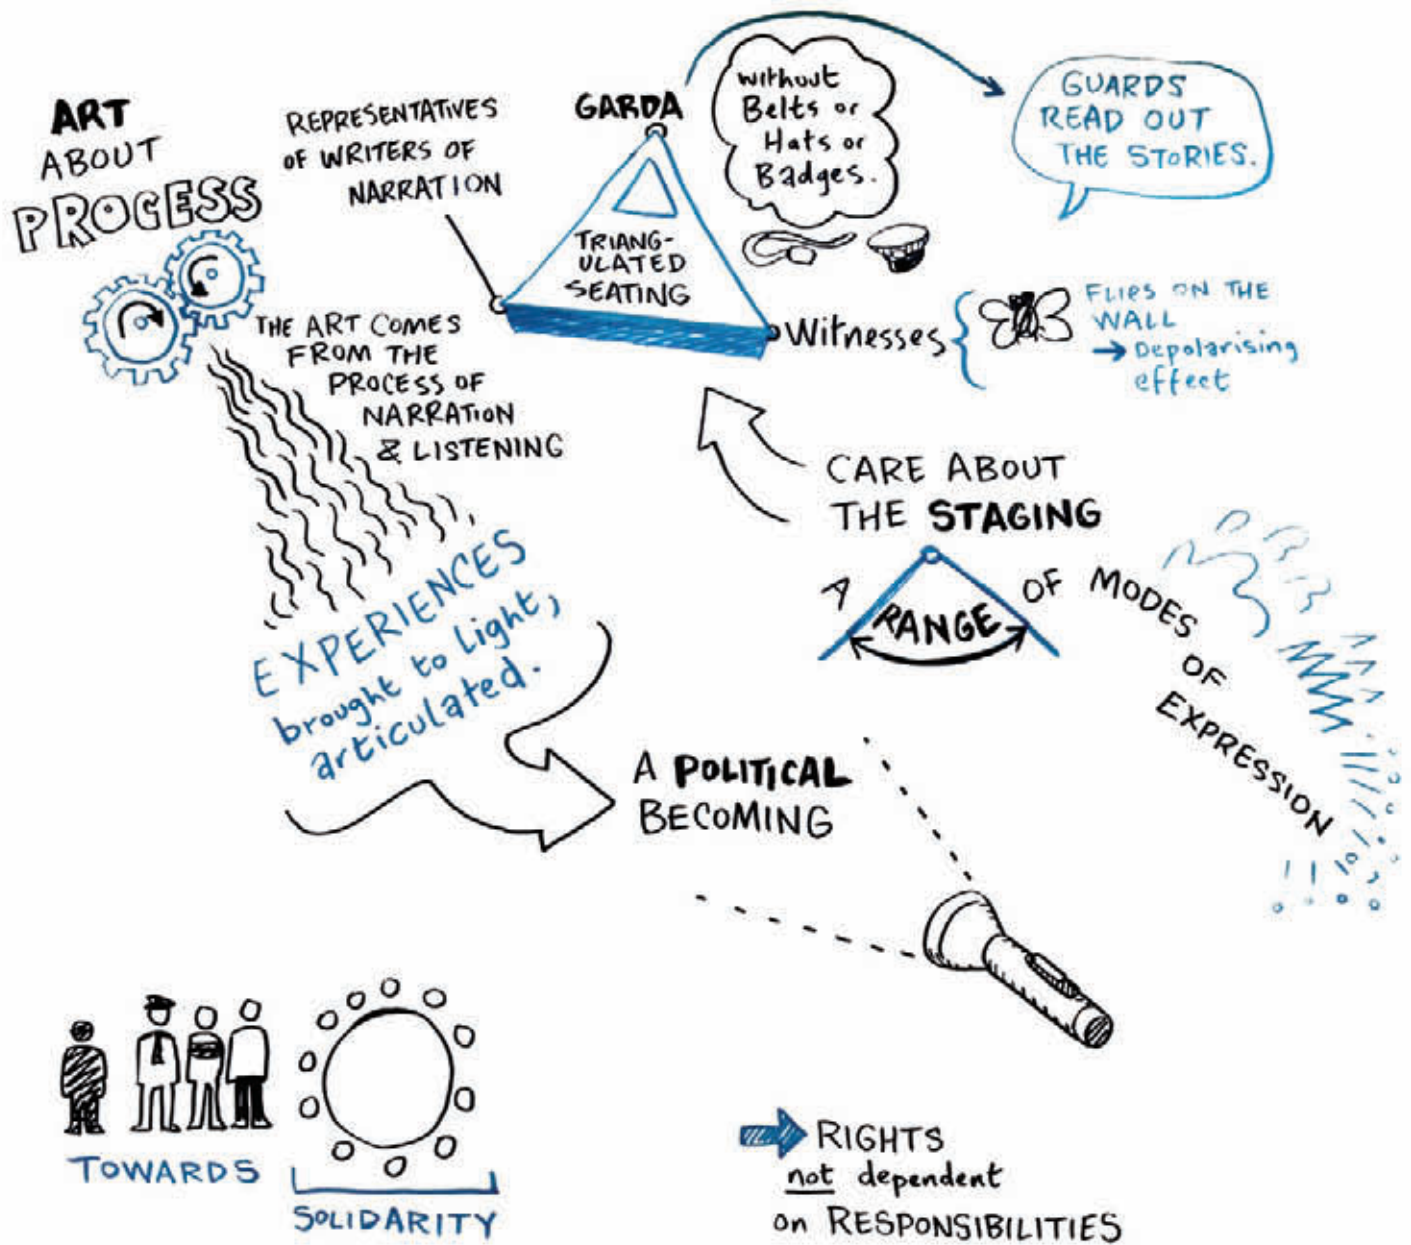 ART
ABOUT
PROCESS
REPRESENTATIVES
OF WRITERS OF
NARRATION
GARDA
without
Belts or
Hats or
Badges.
GUARDS
READ OUT
THE STORIES.
TRIANG-
ULATED
SEATING
Witnesses
FLIES ON THE
WALL
→ Depolarising
effect
THE ART COMES
FROM THE
PROCESS OF
NARRATION
& LISTENING
CARE ABOUT
THE STAGING
A RANGE OF MODES
OF
EXPRESSION
EXPERIENCES
brought to Light,
articulated.
A POLITICAL
BECOMING
TOWARDS
SOLIDARITY
RIGHTS
not dependent
on RESPONSIBILITIES